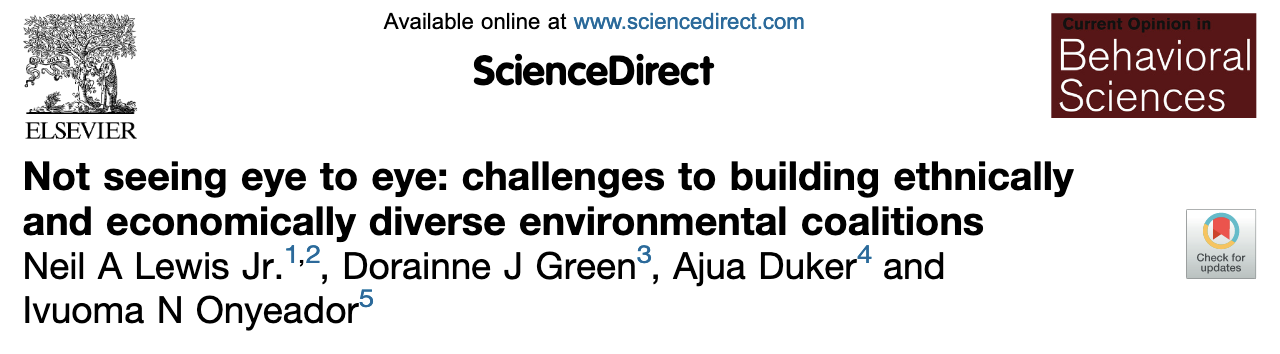 Available online at www.sciencedirect.com
ScienceDirect
ELSEVIER
Current Opinion in
Behavioral
Sciences
Not seeing eye to eye: challenges to building ethnically
and economically diverse environmental coalitions
Neil A Lewis Jr.1,2, Dorainne J Green3, Ajua Duker4 and
Ivuoma N Onyeador5
Check for
updates